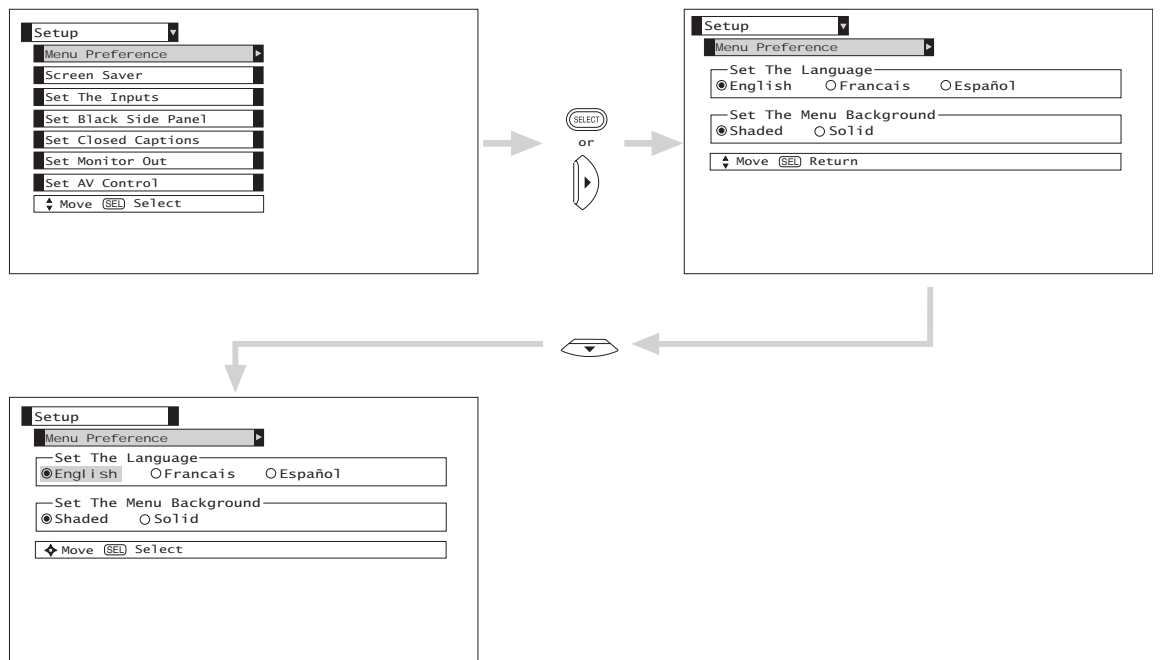 Setup
Menu Preference
Screen Saver
Set The Inputs
Set Black Side Panel
Set Closed Captions
Set Monitor Out
Set AV Control
Move SEL Select
SELECT
or
Setup
Menu Preference
Set The Language
English Francais Español
Set The Menu Background
Shaded Solid
Move SEL Return
Setup
Menu Preference
Set The Language
English Francais Español
Set The Menu Background
Shaded Solid
Move SEL Select